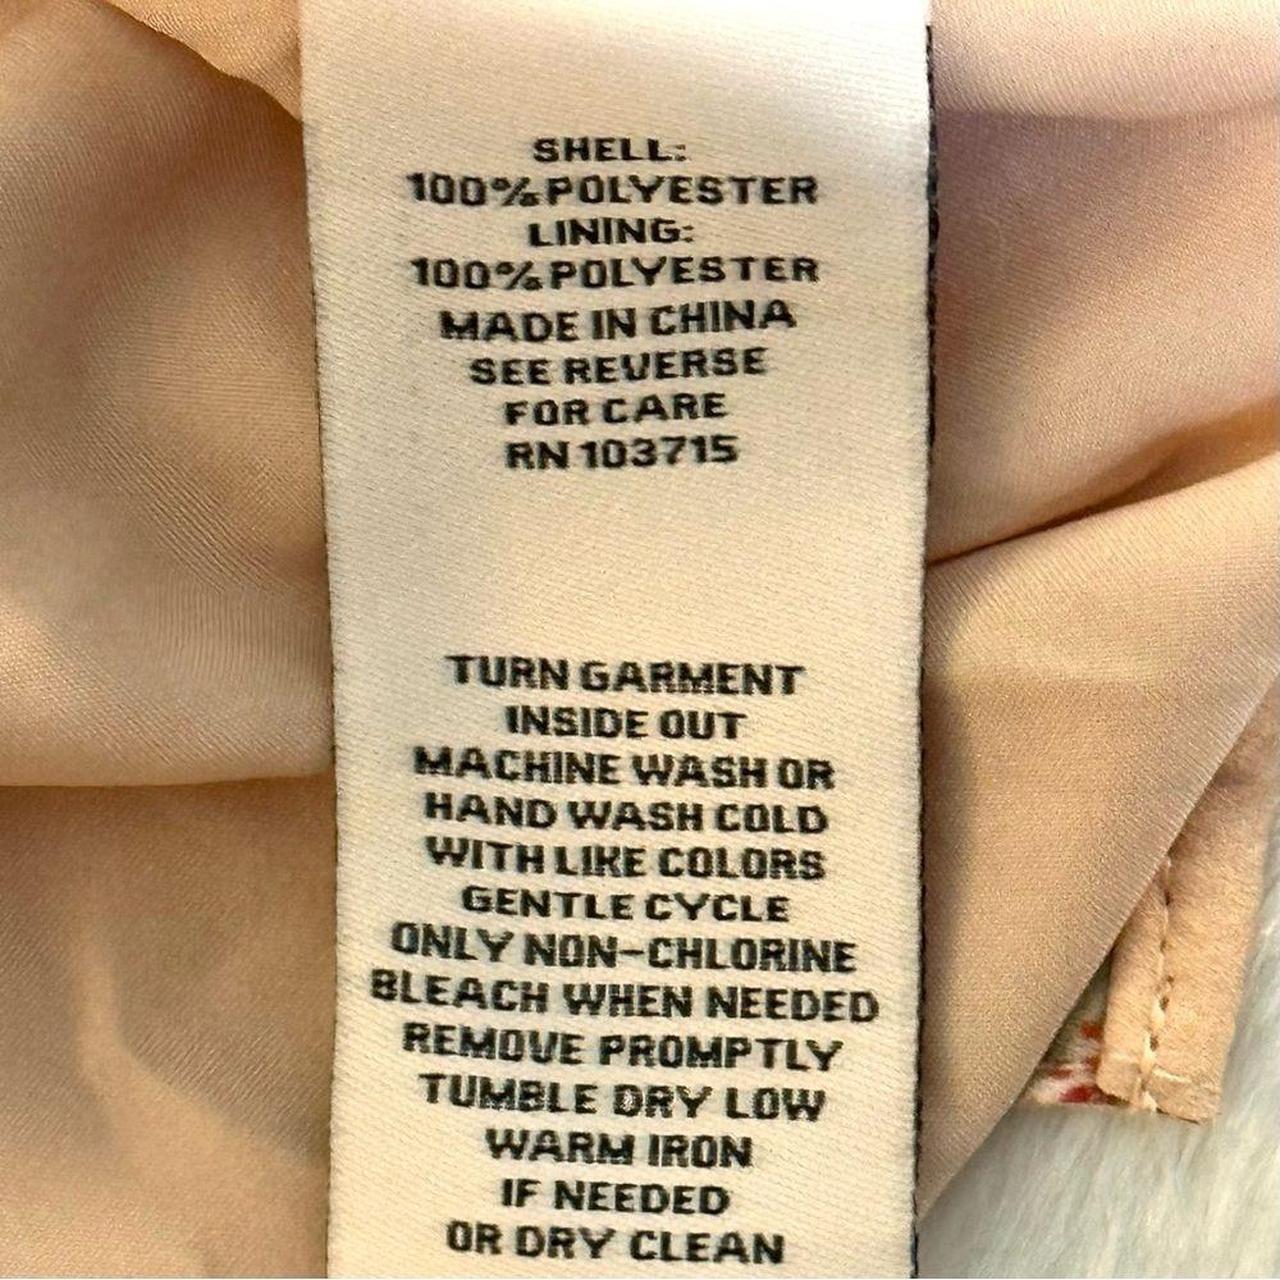 SHELL:
100%POLYESTER
LINING:
100%POLYESTER
MADE IN CHINA
SEE REVERSE
FOR CARE
RN 103715
TURN GARMENT
INSIDE OUT
MACHINE WASH OR
HAND WASH COLD
WITH LIKE COLORS
GENTLE CYCLE
ONLY NON-CHLORINE
BLEACH WHEN NEEDED
REMOVE PROMPTLY
TUMBLE DRY LOW
WARM IRON
IF NEEDED
OR DRY CLEAN